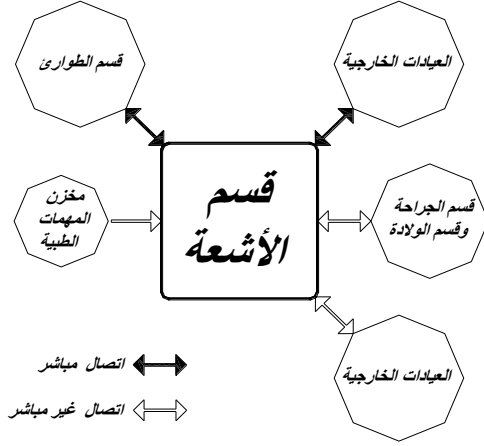 قسم الطوارئ
العيادات الخارجية
قسم
الأشعة
مخزن
المهمات
الطبية
قسم الجراحة
وقسم الولادة
العيادات الخارجية
اتصال مباشر
اتصال غير مباشر